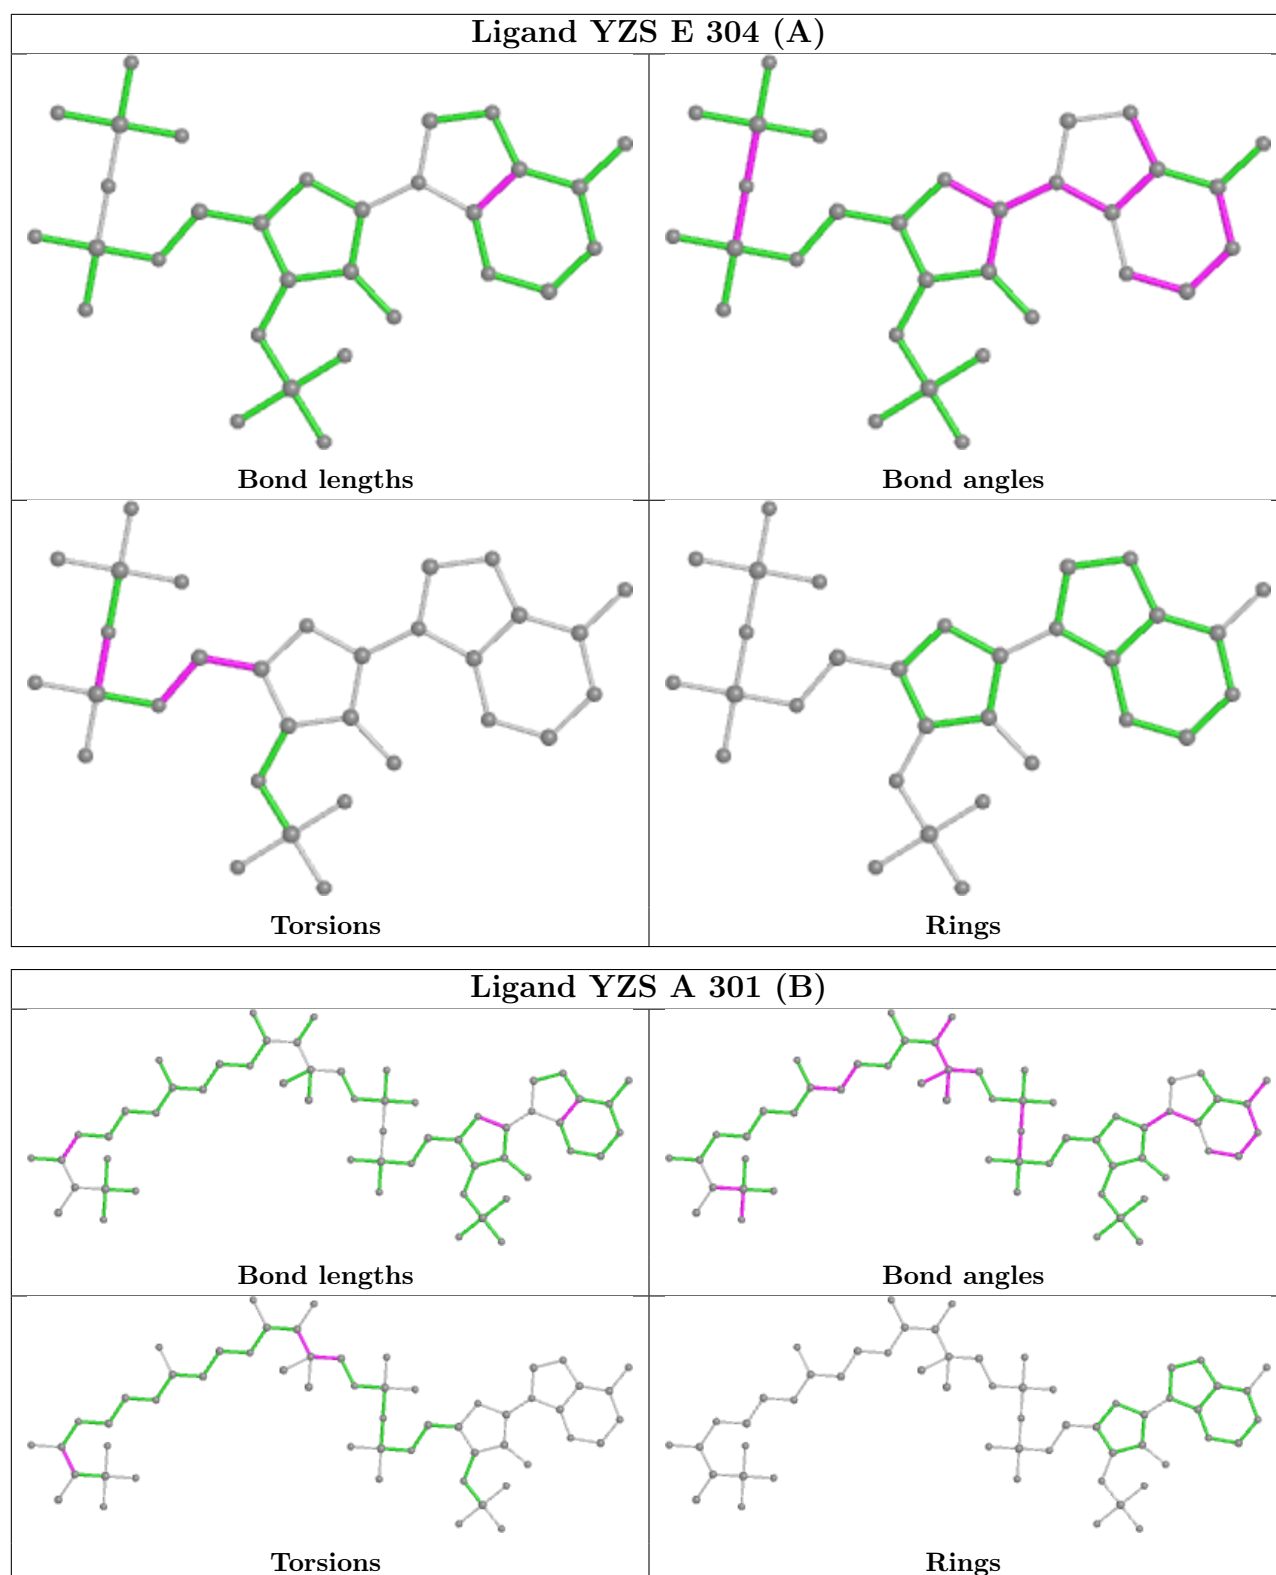 Ligand YZS E 304 (A)
Bond lengths
Bond angles
Torsions
Rings
Ligand YZS A 301 (B)
Bond lengths
Bond angles
Torsions
Rings